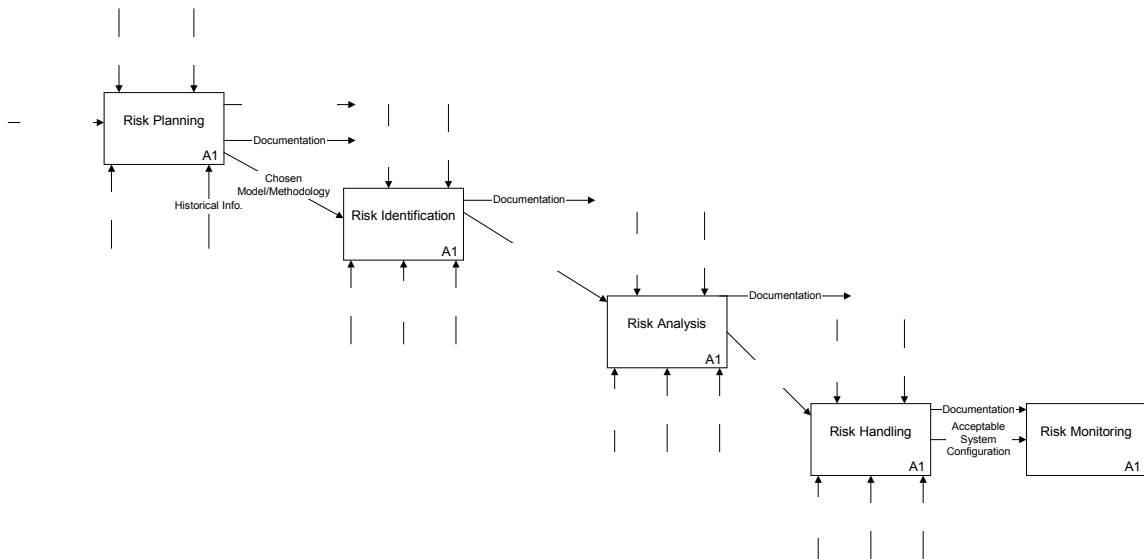 Risk Planning
Documentation
A1
Chosen
Model/Methodology
Historical Info.
Risk Identification
Documentation
A1
Risk Analysis
Documentation
A1
Risk Handling
Documentation
Acceptable
System
Configuration
A1
Risk Monitoring
A1